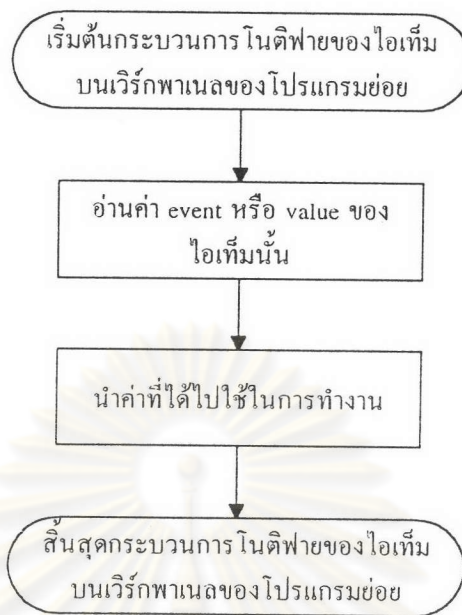 เริ่มต้นกระบวนการโนติฟายของไอเท็ม
บนเวิร์กพาเนลของโปรแกรมย่อย
อ่านค่า event หรือ value ของ
ไอเท็มนั้น
นำค่าที่ได้ไปใช้ในการทำงาน
สิ้นสุดกระบวนการโนติฟายของไอเท็ม
บนเวิร์กพาเนลของโปรแกรมย่อย